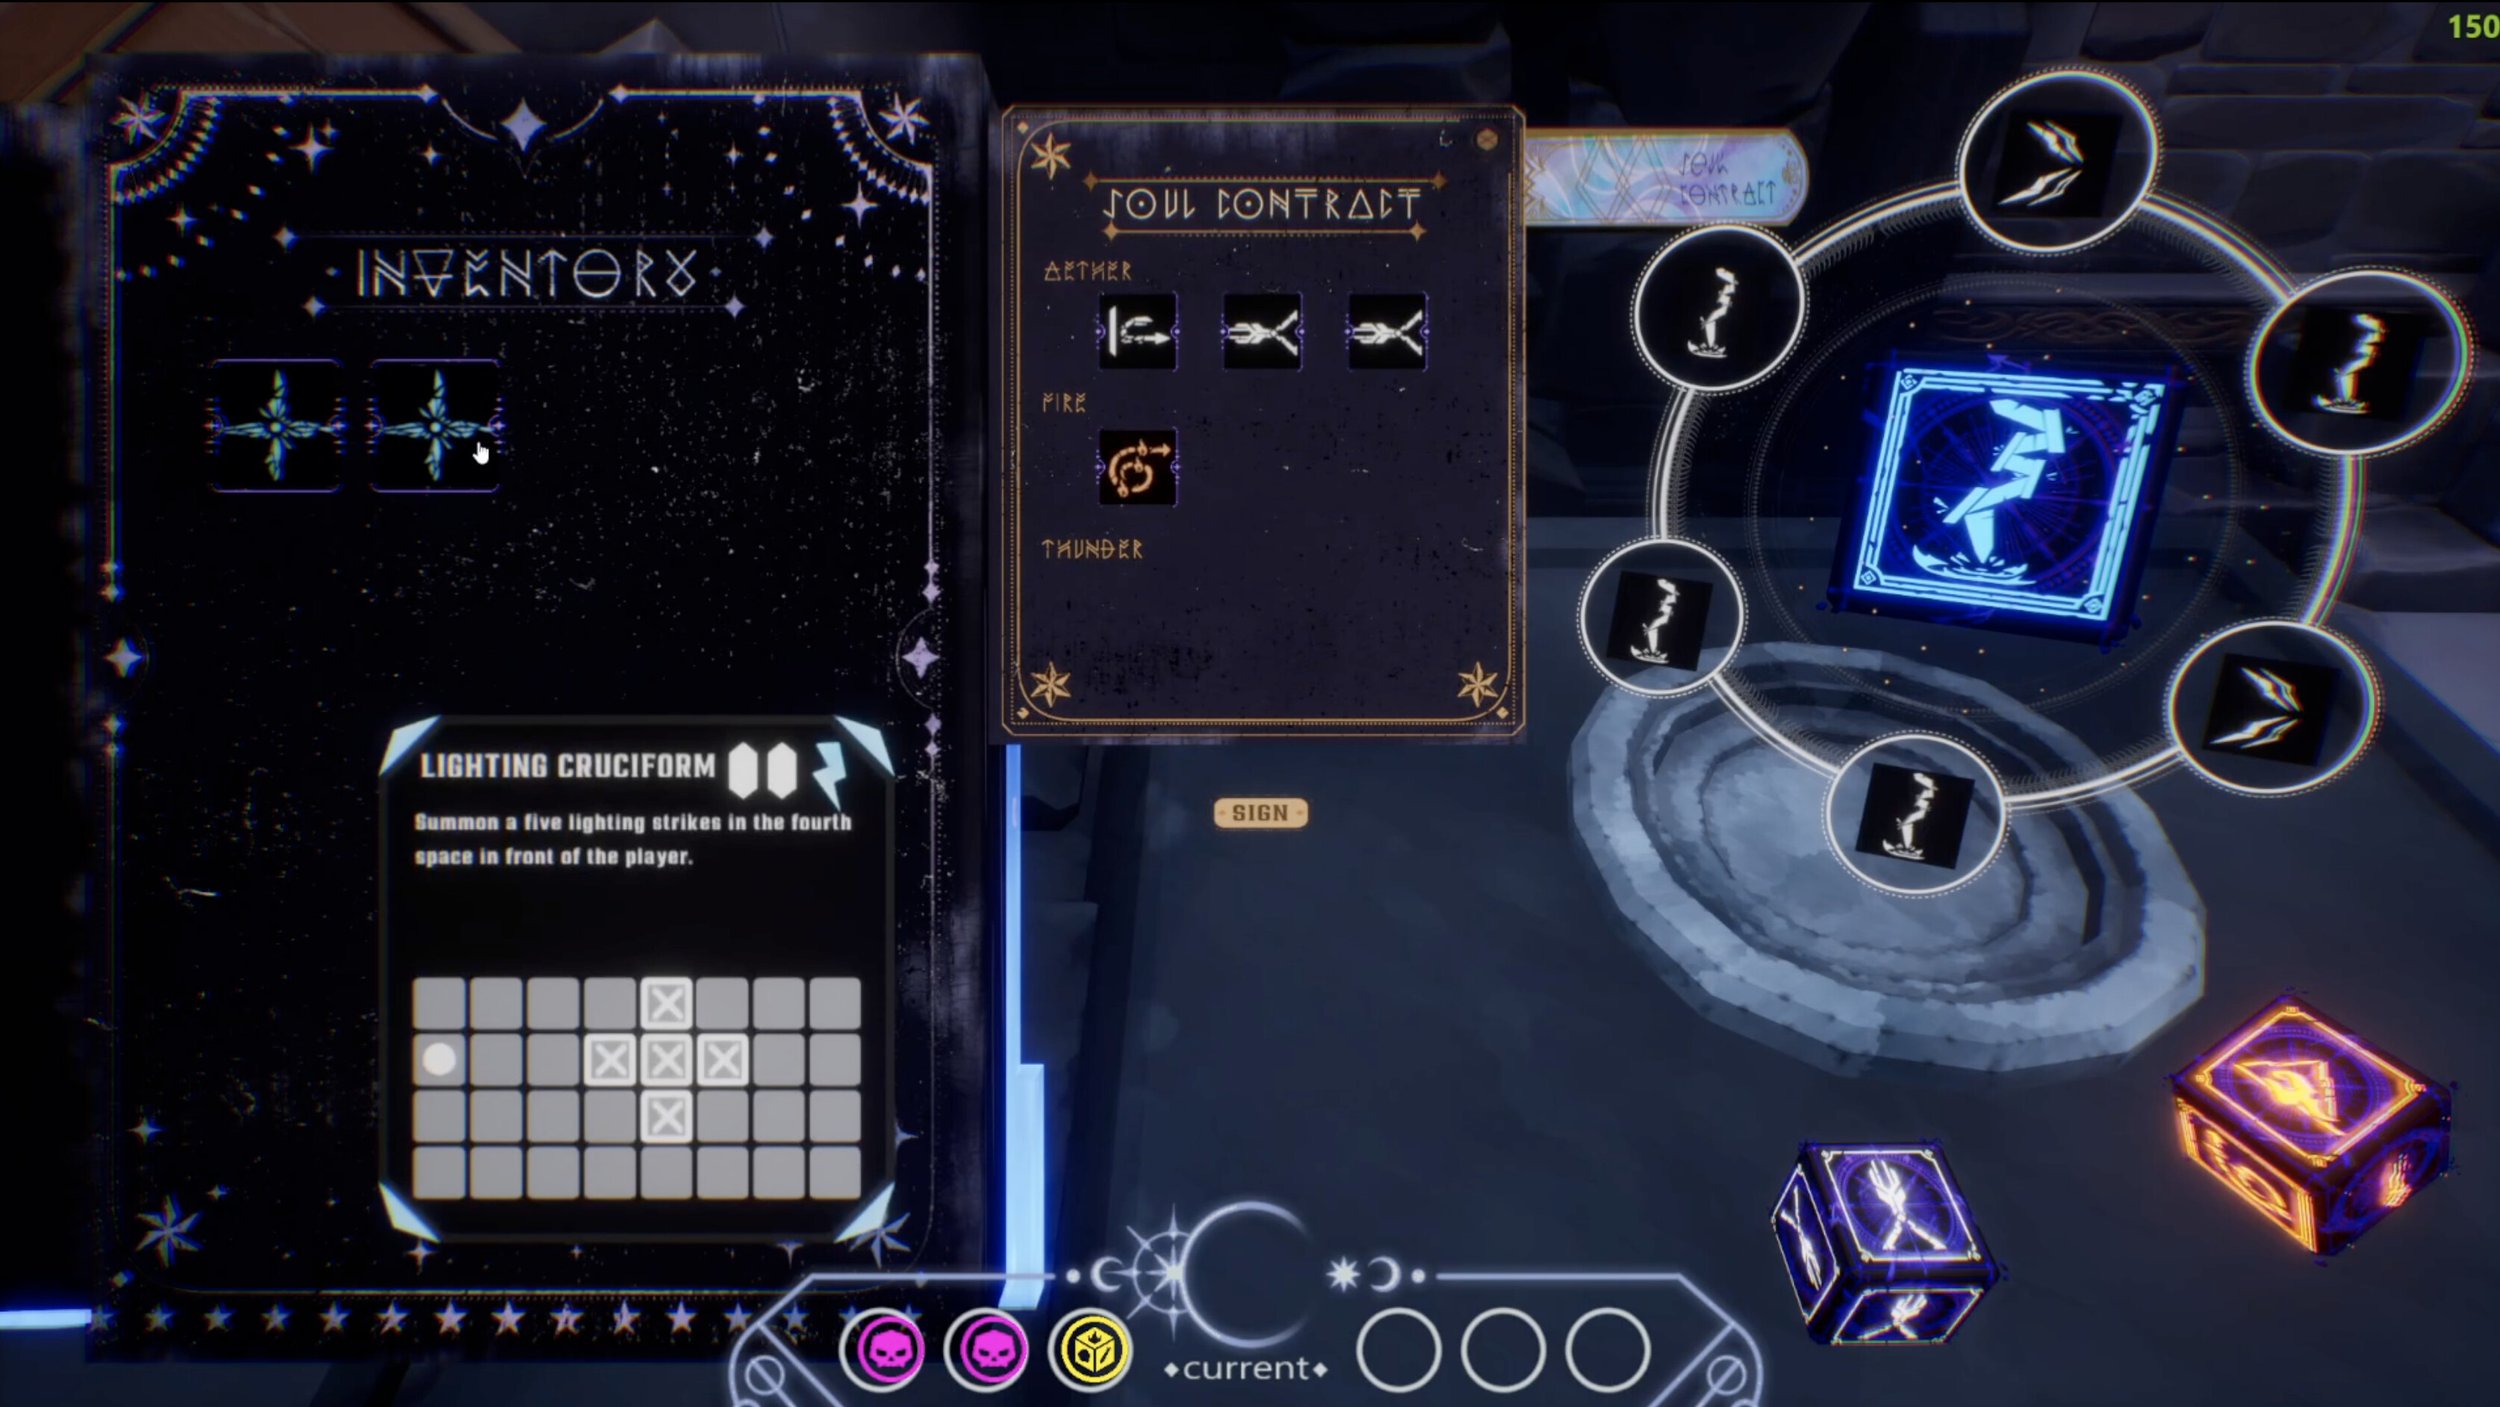 150
INVENTORY
SOUL CONTRACT
AETHER
FIRE
THUNDER
SOUL
CONTRACT
LIGHTING CRUCIFORM
Summon a five lighting strikes in the fourth
space in front of the player.
SIGN
current